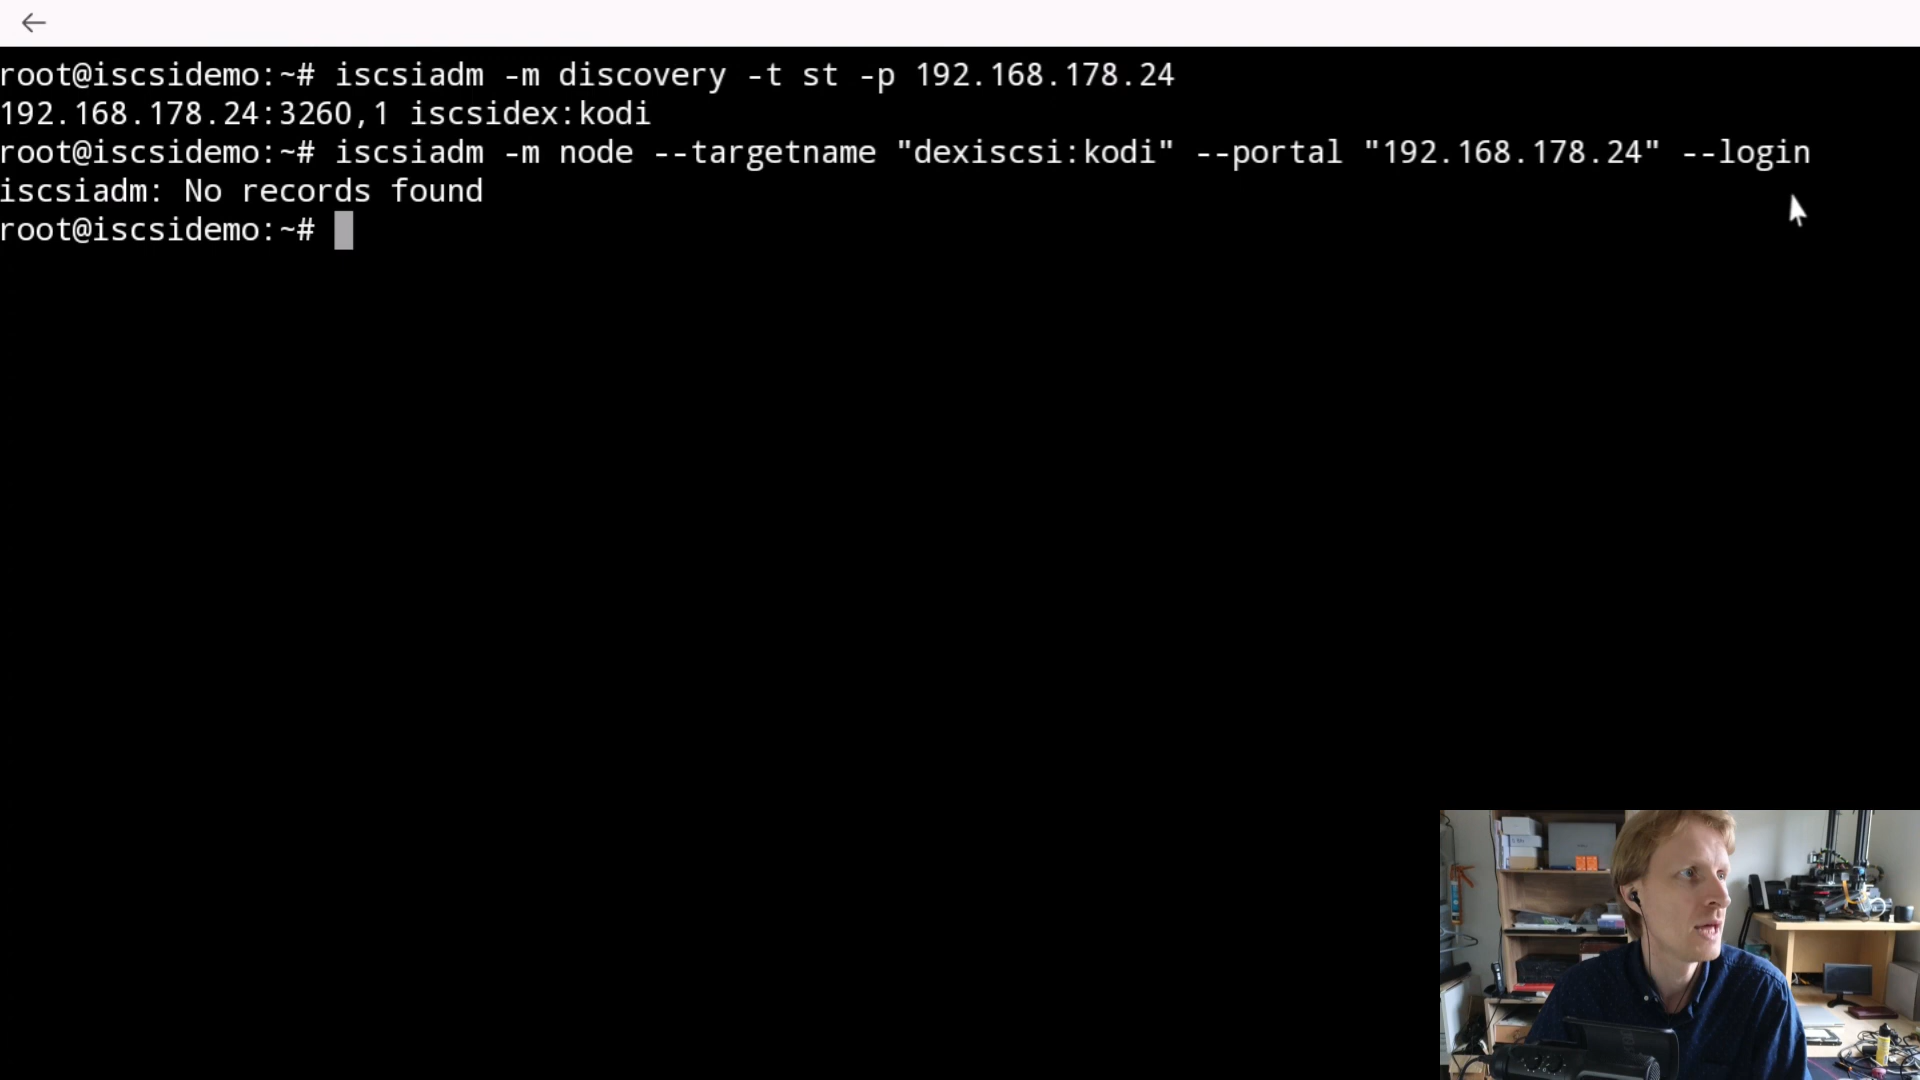 root@iscsidemo:~# iscsiadm -m discovery -t st -p 192.168.178.24
192.168.178.24:3260,1 iscsidex:kodi
root@iscsidemo:~# iscsiadm -m node --targetname "dexiscsi:kodi" --portal "192.168.178.24" --login
iscsiadm: No records found
root@iscsidemo:~#